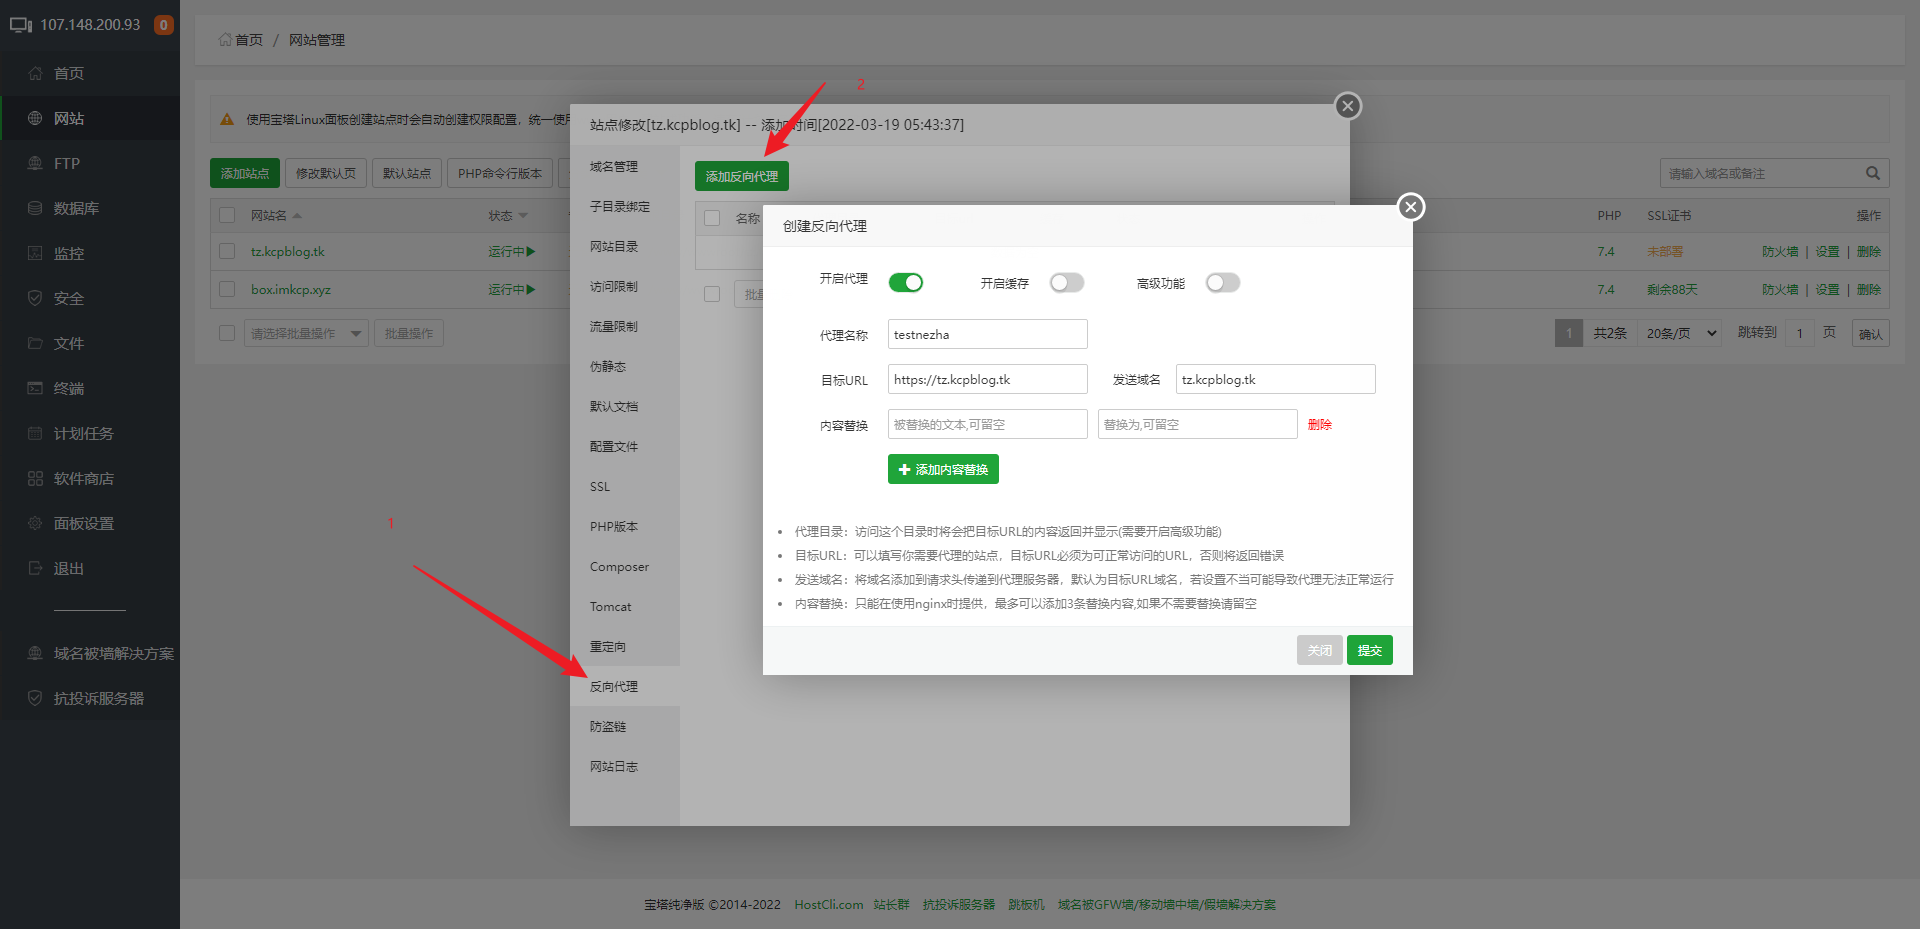 107.148.200.93 0
首页
网站
FTP
数据库
监控
安全
文件
终端
计划任务
软件商店
面板设置
退出
域名被墙解决方案
抗投诉服务器
首页 / 网站管理
使用宝塔Linux面板创建站点时会自动创建权限配置，统一使用
添加站点 修改默认页 默认站点 PHP命令行版本
请输入域名或备注
网站名 状态 PHP SSL证书 操作
tz.kcpblog.tk 运行中 7.4 未部署 防火墙 | 设置 | 删除
box.imkcp.xyz 运行中 7.4 剩余88天 防火墙 | 设置 | 删除
请选择批量操作 批量操作
1 共2条 20条/页 跳转到 1 页 确认
1
2
站点修改[tz.kcpblog.tk] -- 添加时间[2022-03-19 05:43:37]
域名管理
子目录绑定
网站目录
访问限制
流量限制
伪静态
默认文档
配置文件
SSL
PHP版本
Composer
Tomcat
重定向
反向代理
防盗链
网站日志
添加反向代理
名称
创建反向代理
开启代理 开启缓存 高级功能
代理名称 testnezha
目标URL https://tz.kcpblog.tk 发送域名 tz.kcpblog.tk
内容替换 被替换的文本,可留空 替换为,可留空 删除
添加内容替换
代理目录：访问这个目录时将会把目标URL的内容返回并显示(需要开启高级功能)
目标URL：可以填写你需要代理的站点，目标URL必须为可正常访问的URL，否则将返回错误
发送域名：将域名添加到请求头传递到代理服务器，默认为目标URL域名，若设置不当可能导致代理无法正常运行
内容替换：只能在使用nginx时提供，最多可以添加3条替换内容,如果不需要替换请留空
关闭 提交
宝塔纯净版 ©2014-2022 HostCli.com 站长群 抗投诉服务器 跳板机 域名被GFW墙/移动墙中墙/假墙解决方案